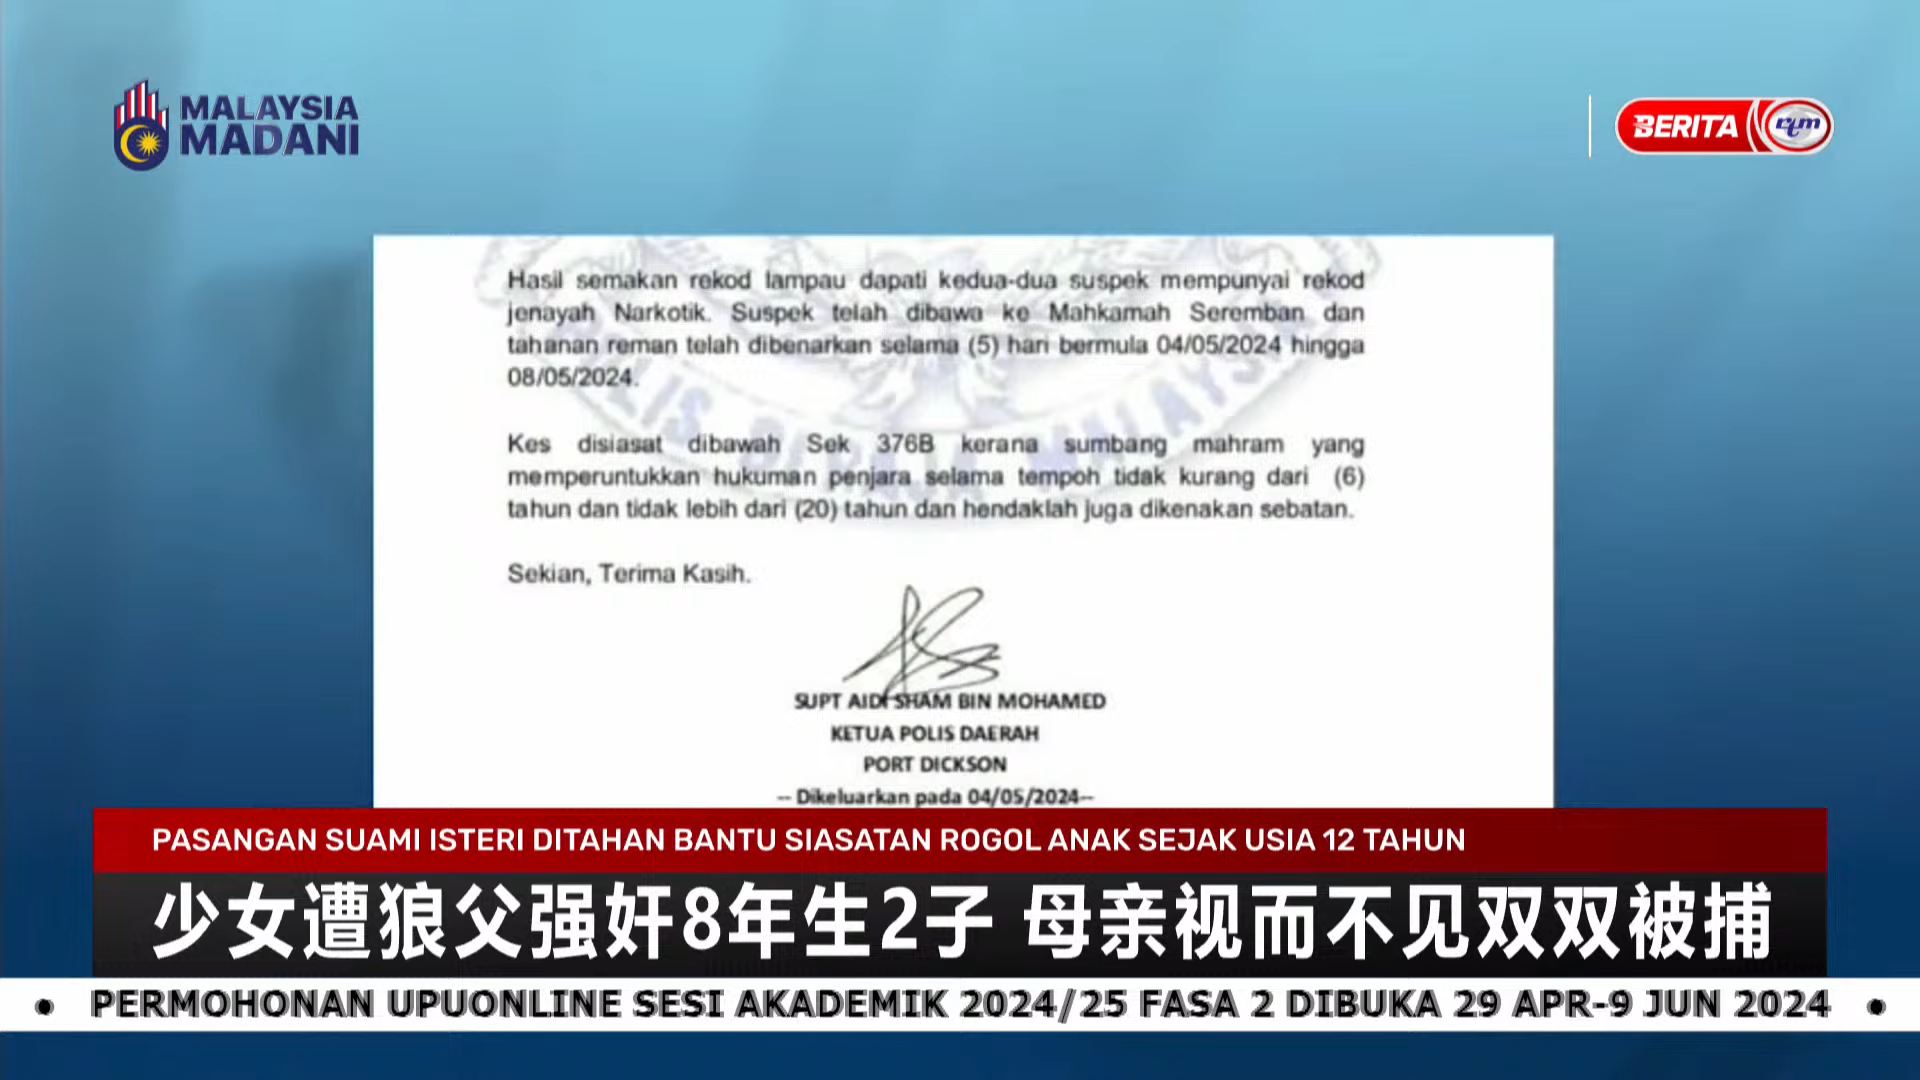 MALAYSIA
MADANI
BERITA rtm
Hasil semakan rekod lampau dapati kedua-dua suspek mempunyai rekod
jenayah Narkotik. Suspek telah dibawa ke Mahkamah Seremban dan
tahanan reman telah dibenarkan selama (5) hari bermula 04/05/2024 hingga
08/05/2024.
Kes disiasat dibawah Sek 376B kerana sumbang mahram yang
memperuntukkan hukuman penjara selama tempoh tidak kurang dari (6)
tahun dan tidak lebih dari (20) tahun dan hendaklah juga dikenakan sebatan.
POLIS DIRAJA MALAYSIA
Sekian, Terima Kasih.
SUPT AIDI SHAM BIN MOHAMED
KETUA POLIS DAERAH
PORT DICKSON
-- Dikeluarkan pada 04/05/2024--
PASANGAN SUAMI ISTERI DITAHAN BANTU SIASATAN ROGOL ANAK SEJAK USIA 12 TAHUN
少女遭狼父强奸8年生2子 母亲视而不见双双被捕
• PERMOHONAN UPUONLINE SESI AKADEMIK 2024/25 FASA 2 DIBUKA 29 APR-9 JUN 2024 •